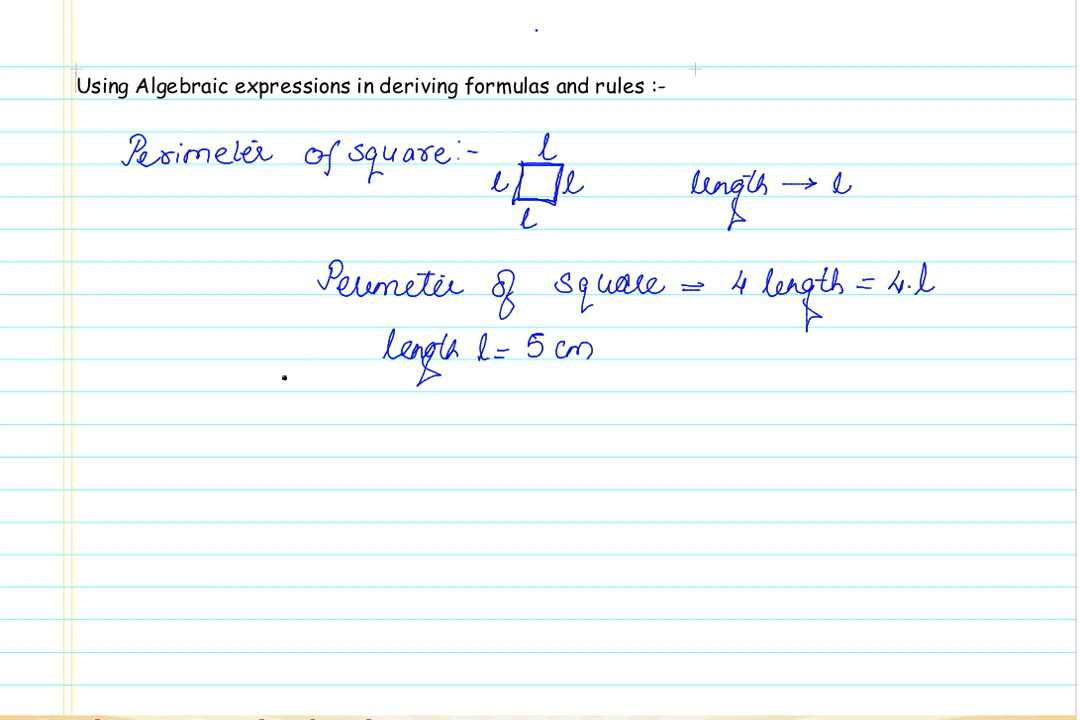 Using Algebraic expressions in deriving formulas and rules :-
Perimeter of square:-
l
l l length → l
l
Perimeter of square = 4 length = 4.l
length l = 5 cm